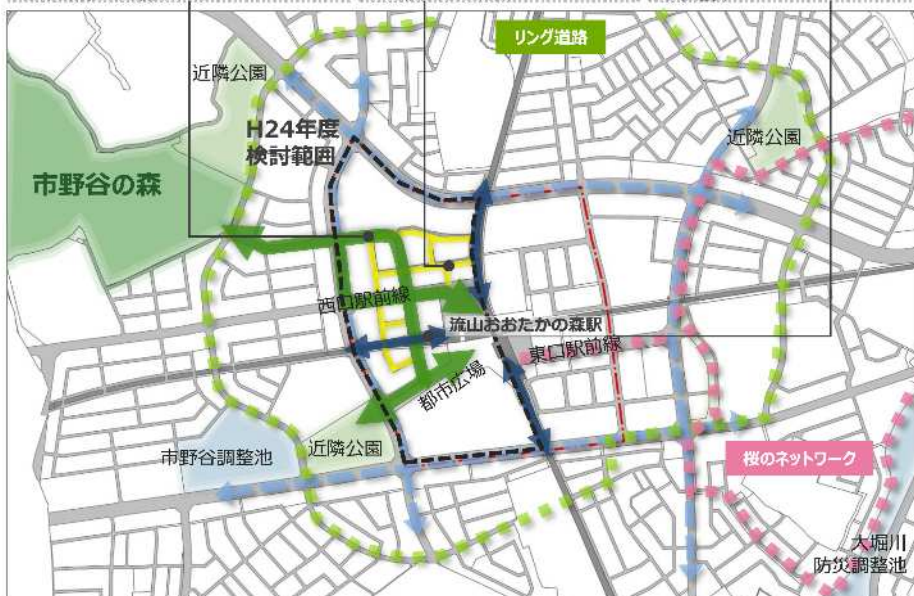 リング道路
近隣公園
H24年度
検討範囲
近隣公園
市野谷の森
西口駅前線
流山おおたかの森駅
東口駅前線
都市広場
近隣公園
市野谷調整池
桜のネットワーク
大堀川
防災調整池